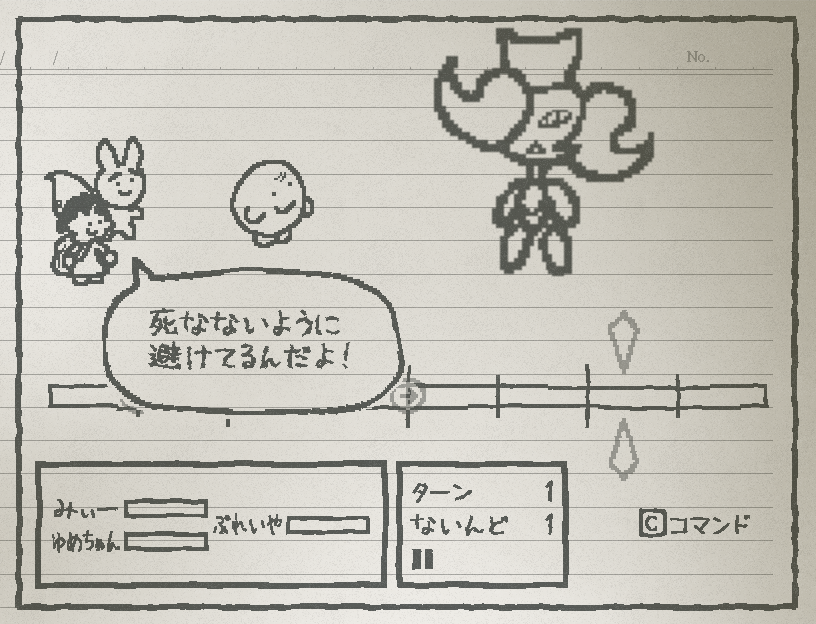 / /
No.
死なないように
避けてるんだよ!
みぃー
ゆめちゃん
ぷれいや
ターン 1
ないんど 1
C コマンド